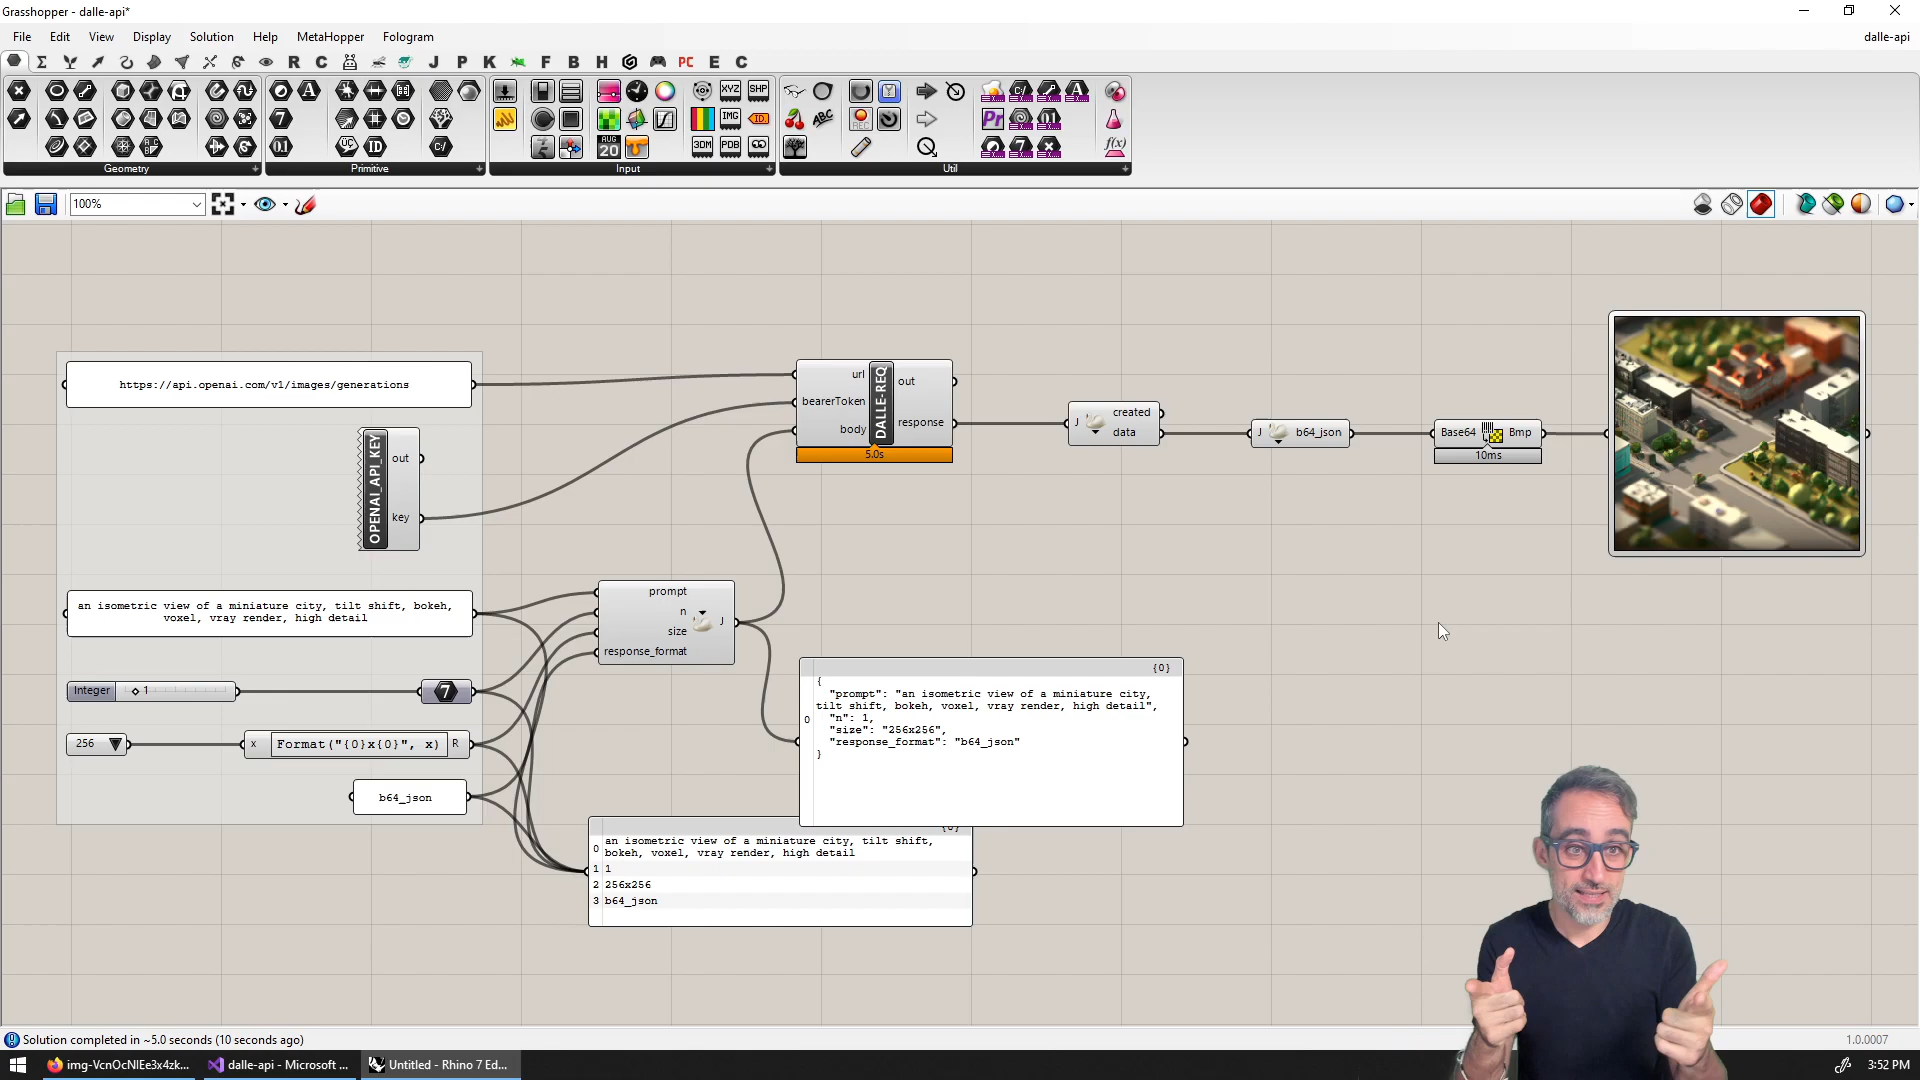 Grasshopper - dalle-api*
File Edit View Display Solution Help MetaHopper Fologram
dalle-api
R C J P K F B H PC E C
Geometry Primitive Input Util
100%
https://api.openai.com/v1/images/generations
OPENAI_API_KEY
out
key
an isometric view of a miniature city, tilt shift, bokeh,
voxel, vray render, high detail
Integer 1
7
256
x Format("{0}x{0}", x) R
b64_json
prompt
n
size
response_format
J
url
bearerToken
body
DALLE-REQ
out
response
5.0s
J created
data
J b64_json
Base64 Bmp
10ms
{0}
0
{
"prompt": "an isometric view of a miniature city,
tilt shift, bokeh, voxel, vray render, high detail",
"n": 1,
"size": "256x256",
"response_format": "b64_json"
}
{0}
0 an isometric view of a miniature city, tilt shift,
bokeh, voxel, vray render, high detail
1 1
2 256x256
3 b64_json
Solution completed in ~5.0 seconds (10 seconds ago)
1.0.0007
img-VcnOcNIEe3x4zk...
dalle-api - Microsoft ...
Untitled - Rhino 7 Ed...
3:52 PM